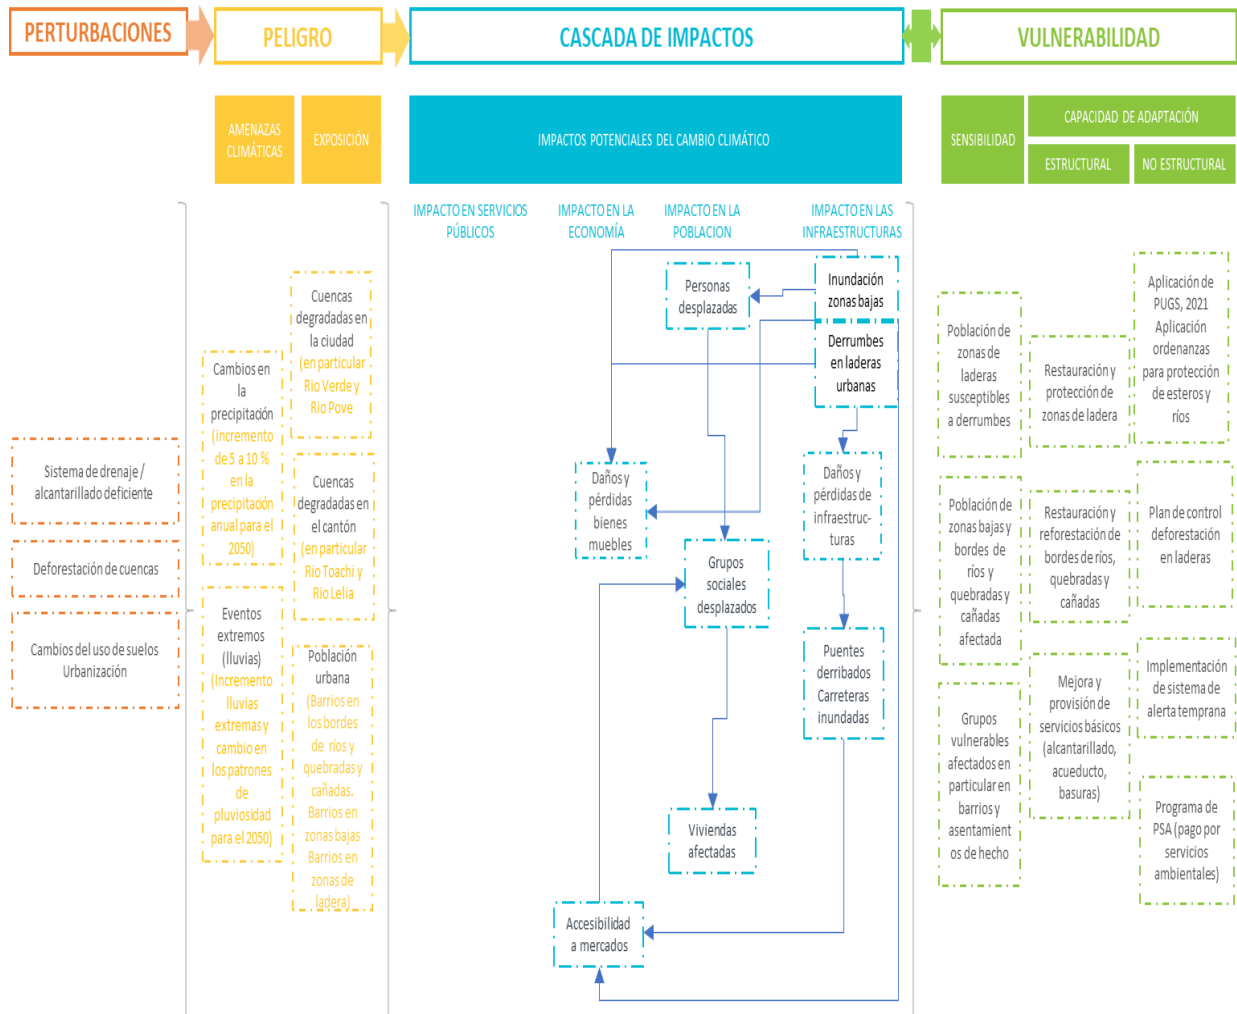 PERTURBACIONES
PELIGRO
CASCADA DE IMPACTOS
VULNERABILIDAD
AMENAZAS
CLIMÁTICAS
EXPOSICIÓN
IMPACTOS POTENCIALES DEL CAMBIO CLIMÁTICO
SENSIBILIDAD
CAPACIDAD DE ADAPTACIÓN
ESTRUCTURAL
NO ESTRUCTURAL
Sistema de drenaje /
alcantarillado deficiente
Deforestación de cuencas
Cambios del uso de suelos
Urbanización
Cambios en
la
precipitación
(incremento
de 5 a 10 %
en la
precipitación
anual para el
2050)
Eventos
extremos
(lluvias)
(Incremento
lluvias
extremas y
cambio en
los patrones
de
pluviosidad
para el 2050)
Cuencas
degradadas en
la ciudad
(en particular
Rio Verde y
Rio Pove
Cuencas
degradadas en
el cantón
(en particular
Rio Toachi y
Rio Lelia
Población
urbana
(Barrios en
los bordes
de ríos y
quebradas y
cañadas.
Barrios en
zonas bajas
Barrios en
zonas de
ladera)
IMPACTO EN SERVICIOS
PÚBLICOS
IMPACTO EN LA
ECONOMÍA
IMPACTO EN LA
POBLACION
IMPACTO EN LAS
INFRAESTRUCTURAS
Personas
desplazadas
Inundación
zonas bajas
Derrumbes
en laderas
urbanas
Daños y
pérdidas
bienes
muebles
Daños y
pérdidas de
infraestruc-
turas
Grupos
sociales
desplazados
Puentes
derribados
Carreteras
inundadas
Viviendas
afectadas
Accesibilidad
a mercados
Población de
zonas de
laderas
susceptibles
a derrumbes
Población de
zonas bajas y
bordes de
ríos y
quebradas y
cañadas
afectada
Grupos
vulnerables
afectados en
particular en
barrios y
asentamient
os de hecho
Restauración y
protección de
zonas de ladera
Restauración y
reforestación de
bordes de ríos,
quebradas y
cañadas
Mejora y
provisión de
servicios básicos
(alcantarillado,
acueducto,
basuras)
Aplicación de
PUGS, 2021
Aplicación
ordenanzas
para protección
de esteros y
ríos
Plan de control
deforestación
en laderas
Implementación
de sistema de
alerta temprana
Programa de
PSA (pago por
servicios
ambientales)